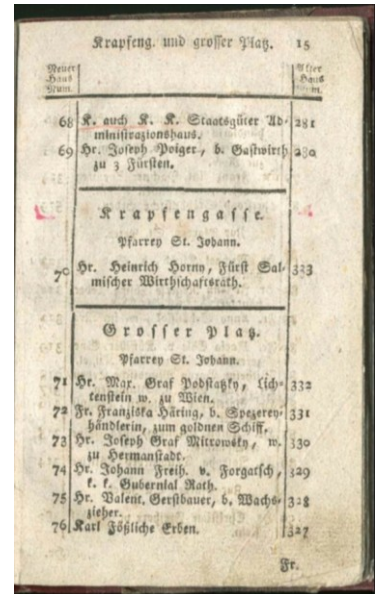 Krapfeng. und grosser Platz. 15
Neuer Haus Num. Alter Haus
68 K. auch K. K. Staatsgüter Ad- 281
ministrazionshaus.
69 Hr. Joseph Poiger, b. Gastwirth 280
zu 3 Fürsten.
Krapfengasse.
Pfarrey St. Johann.
70 Hr. Heinrich Horny, Fürst Sal- 333
mischer Wirthschaftsrath.
Grosser Platz.
Pfarrey St. Johann.
71 Hr. Max. Graf Podstatzky, Lich- 332
tenstein w. zu Wien.
72 Fr. Franziska Häring, b. Spezerey- 331
händlerin, zum goldnen Schiff.
73 Hr. Joseph Graf Mitrowsky, w. 330
zu Hermanstadt.
74 Hr. Johann Freih. v. Forgatsch, 329
k. k. Gubernial Rath.
75 Hr. Valent. Gerstbauer, b. Wachs- 328
zieher.
76 Karl Fößliche Erben. 327
Fr.